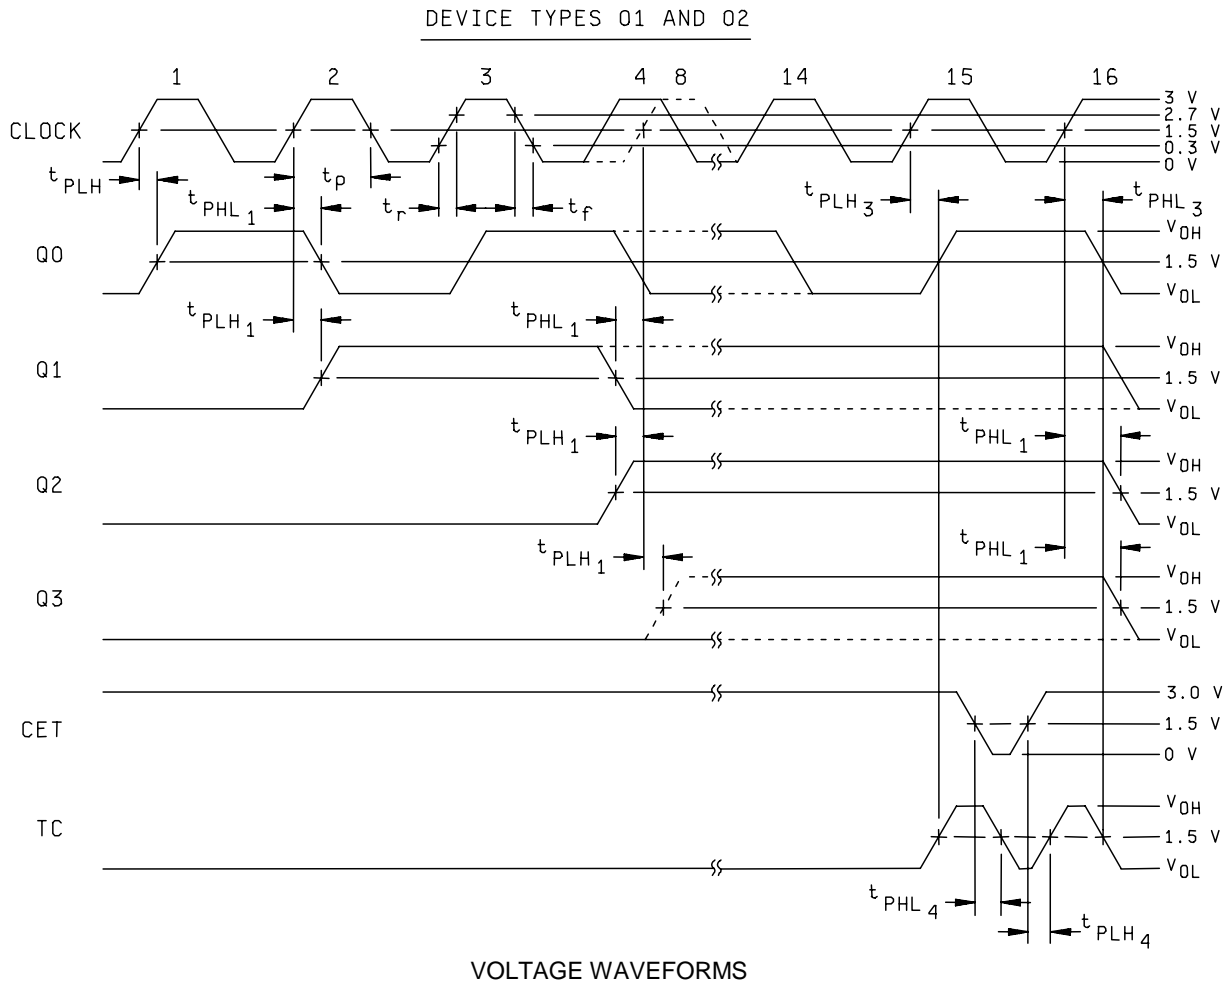 DEVICE TYPES 01 AND 02
1 2 3 4 8 14 15 16
CLOCK
3 V
2.7 V
1.5 V
0.3 V
0 V
tPLH tPHL1 tp tr tf tPLH3 tPHL3
Q0
VOH
1.5 V
VOL
tPLH1 tPHL1
Q1
VOH
1.5 V
VOL
tPLH1 tPHL1
Q2
VOH
1.5 V
VOL
tPLH1 tPHL1
Q3
VOH
1.5 V
VOL
CET
3.0 V
1.5 V
0 V
TC
VOH
1.5 V
VOL
tPHL4 tPLH4
VOLTAGE WAVEFORMS